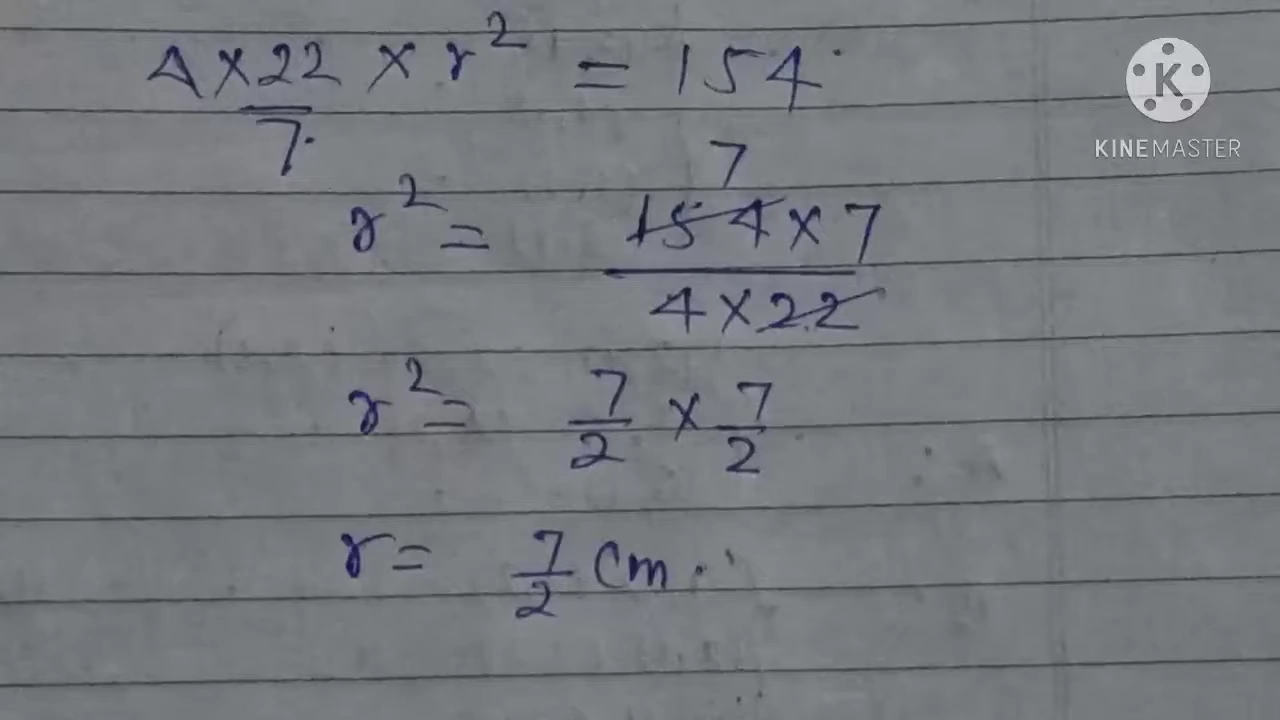 4 × 22/7 × r² = 154
r² = 7 154 × 7 / 4 × 22
r² = 7/2 × 7/2
r = 7/2 cm.
K
KINEMASTER